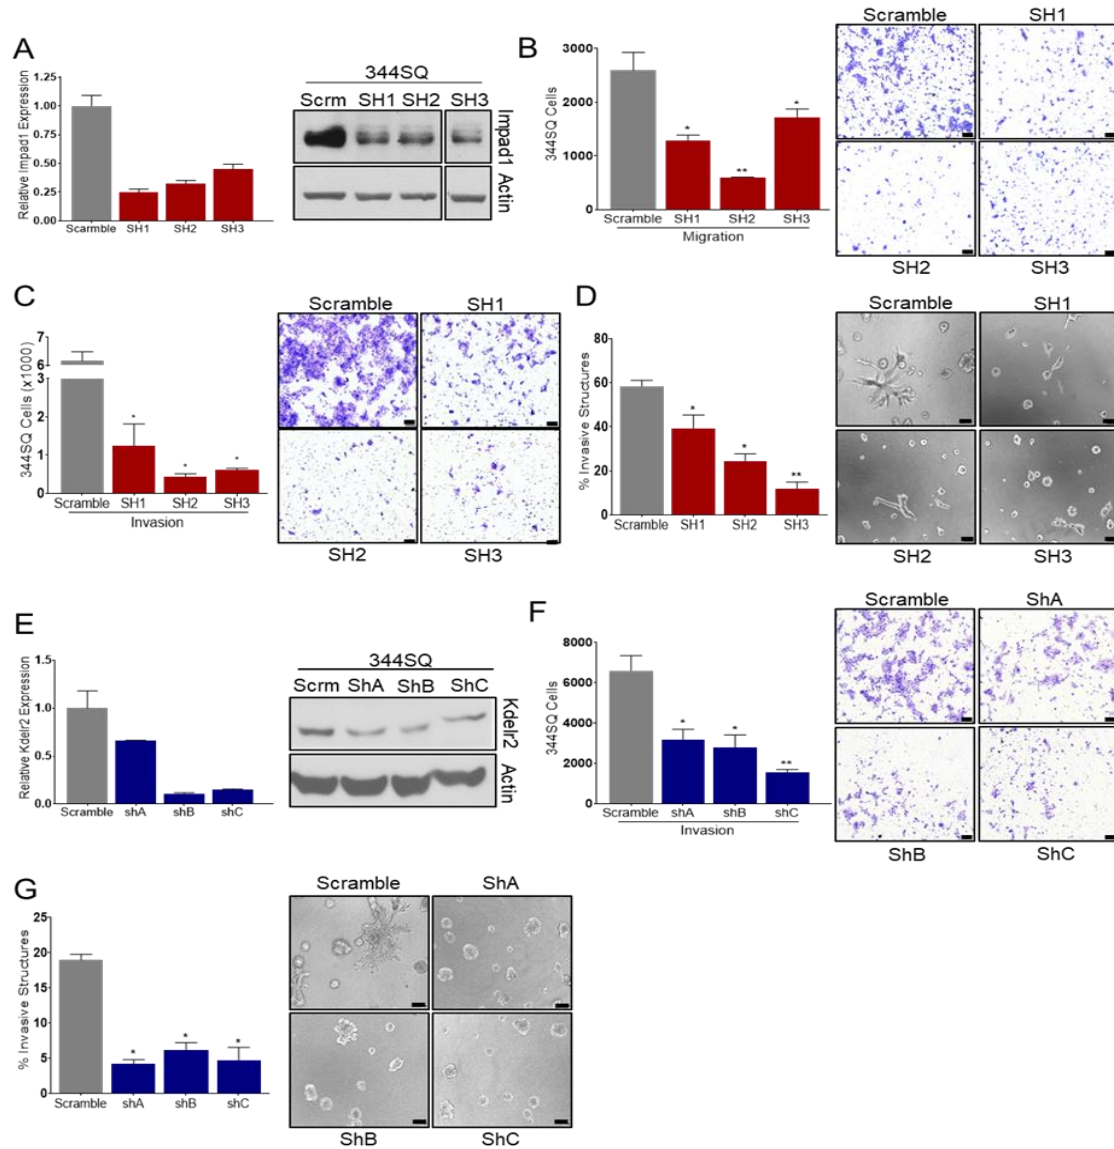 A
Relative Impad1 Expression
1.25
1.00
0.75
0.50
0.25
0.00
Scramble SH1 SH2 SH3
344SQ
Scrm SH1 SH2 SH3
Impad1
Actin
B
344SQ Cells
3000
2000
1000
0
* ** *
Scramble SH1 SH2 SH3
Migration
Scramble SH1
SH2 SH3
C
344SQ Cells (x1000)
7
6
3
2
1
0
* * *
Scramble SH1 SH2 SH3
Invasion
Scramble SH1
SH2 SH3
D
% Invasive Structures
80
60
40
20
0
* * **
Scramble SH1 SH2 SH3
Scramble SH1
SH2 SH3
E
Relative Kdelr2 Expression
1.5
1.0
0.5
0.0
Scramble shA shB shC
344SQ
Scrm ShA ShB ShC
Kdelr2
Actin
F
344SQ Cells
8000
6000
4000
2000
0
* * **
Scramble shA shB shC
Invasion
Scramble ShA
ShB ShC
G
% Invasive Structures
25
20
15
10
5
0
* * *
Scramble shA shB shC
Scramble ShA
ShB ShC